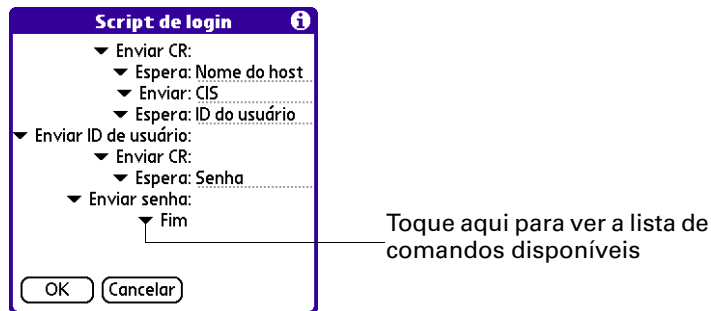 Script de login
Enviar CR:
Espera: Nome do host
Enviar: CIS
Espera: ID do usuário
Enviar ID de usuário:
Enviar CR:
Espera: Senha
Enviar senha:
Fim
Toque aqui para ver a lista de
comandos disponíveis
OK Cancelar